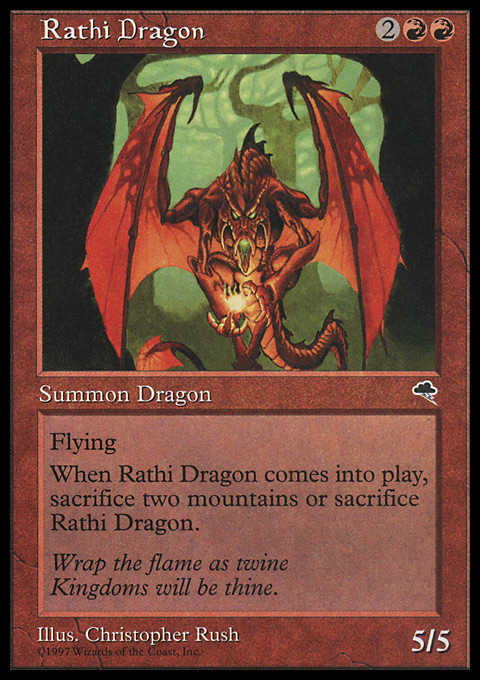 Rathi Dragon 2
Summon Dragon
Flying
When Rathi Dragon comes into play,
sacrifice two mountains or sacrifice
Rathi Dragon.
Wrap the flame as twine
Kingdoms will be thine.
Illus. Christopher Rush
©1997 Wizards of the Coast, Inc.
5/5